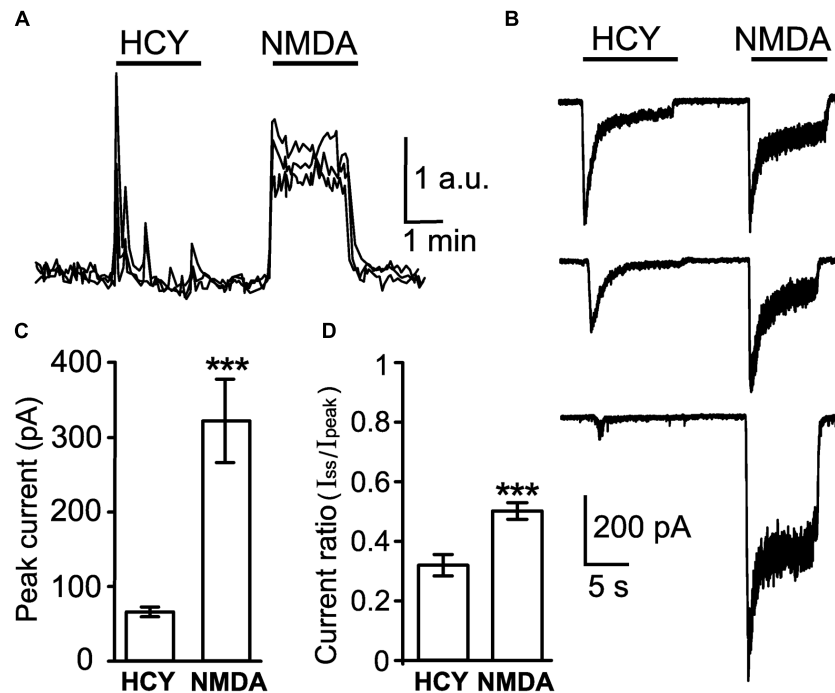 A
HCY NMDA
1 a.u.
1 min
B
HCY NMDA
200 pA
5 s
C
Peak current (pA)
400
300
200
100
0
***
HCY NMDA
D
Current ratio (Iss/Ipeak)
1
0.8
0.6
0.4
0.2
0
***
HCY NMDA